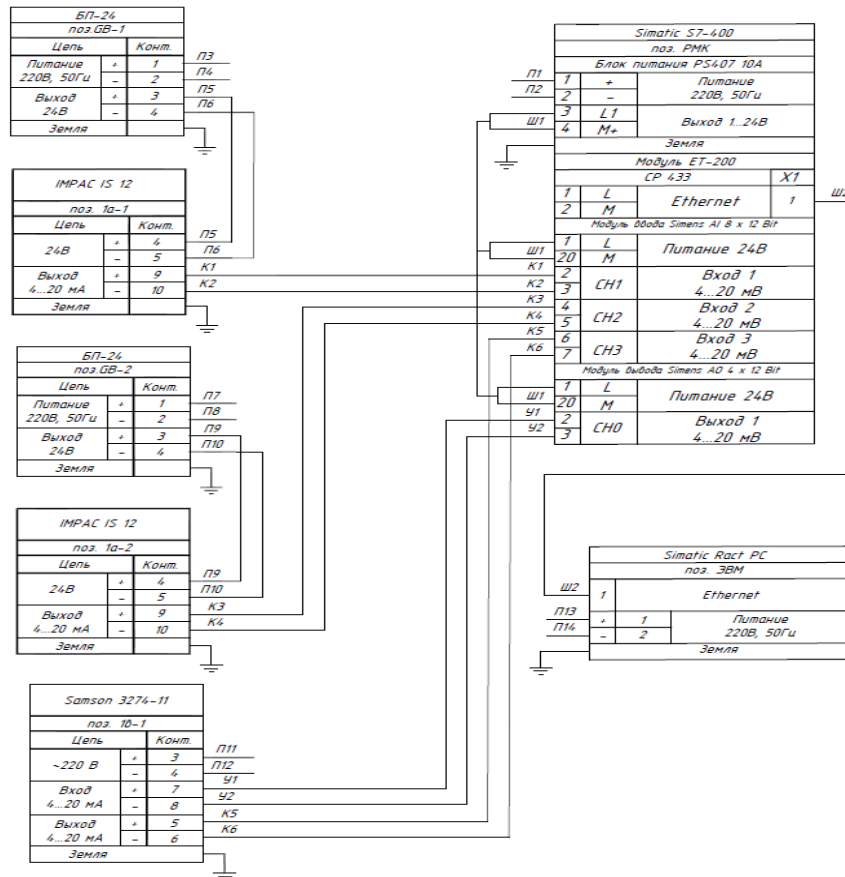 БП-24
поз.GB-1
Цепь Конт.
Питание 220В, 50Гц + 1 П3
− 2 П4
Выход 24В + 3 П5
− 4 П6
Земля
IMPAC IS 12
поз. 1а-1
Цепь Конт.
24В + 4 П5
− 5 П6
Выход 4...20 мА + 9 К1
− 10 К2
Земля
БП-24
поз.GB-2
Цепь Конт.
Питание 220В, 50Гц + 1 П7
− 2 П8
Выход 24В + 3 П9
− 4 П10
Земля
IMPAC IS 12
поз. 1а-2
Цепь Конт.
24В + 4 П9
− 5 П10
Выход 4...20 мА + 9 К3
− 10 К4
Земля
Samson 3274-11
поз. 1б-1
Цепь Конт.
~220 В + 3 П11
− 4 П12
Вход 4...20 мА + 7 У1
− 8 У2
Выход 4...20 мА + 5 К5
− 6 К6
Земля
Simatic S7-400
поз. РМК
Блок питания PS407 10A
П1 1 + Питание
П2 2 − 220В, 50Гц
3 L1 Выход 1...24В
Ш1 4 M+
Земля
Модуль ET-200
CP 433 X1
1 L Ethernet 1
2 M
Модуль ввода Simens AI 8 x 12 Bit
1 L Питание 24В
Ш1 20 M
К1 2 CH1 Вход 1
К2 3 4...20 мВ
К3 4 CH2 Вход 2
К4 5 4...20 мВ
К5 6 CH3 Вход 3
К6 7 4...20 мВ
Модуль вывода Simens AO 4 x 12 Bit
1 L Питание 24В
Ш1 20 M
У1 2 CH0 Выход 1
У2 3 4...20 мВ
Simatic Ract PC
поз. ЭВМ
Ш2 1 Ethernet
П13 + 1 Питание
П14 − 2 220В, 50Гц
Земля